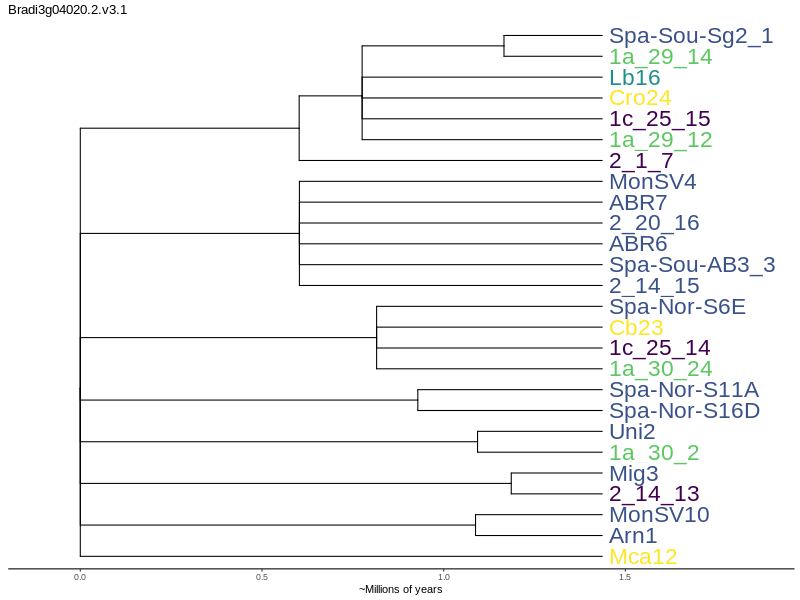 Bradi3g04020.2.v3.1
Spa-Sou-Sg2_1
1a_29_14
Lb16
Cro24
1c_25_15
1a_29_12
2_1_7
MonSV4
ABR7
2_20_16
ABR6
Spa-Sou-AB3_3
2_14_15
Spa-Nor-S6E
Cb23
1c_25_14
1a_30_24
Spa-Nor-S11A
Spa-Nor-S16D
Uni2
1a_30_2
Mig3
2_14_13
MonSV10
Arn1
Mca12
0.0 0.5 1.0 1.5
~Millions of years